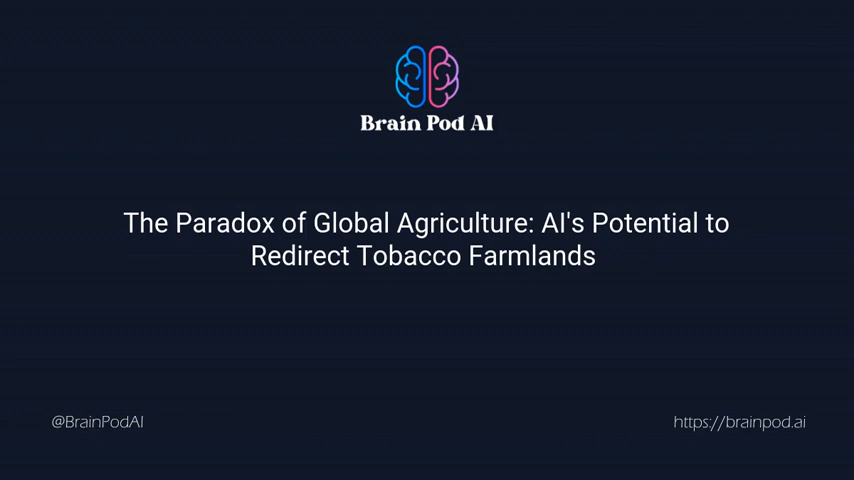 Brain Pod AI
The Paradox of Global Agriculture: AI's Potential to
Redirect Tobacco Farmlands
@BrainPodAI
https://brainpod.ai